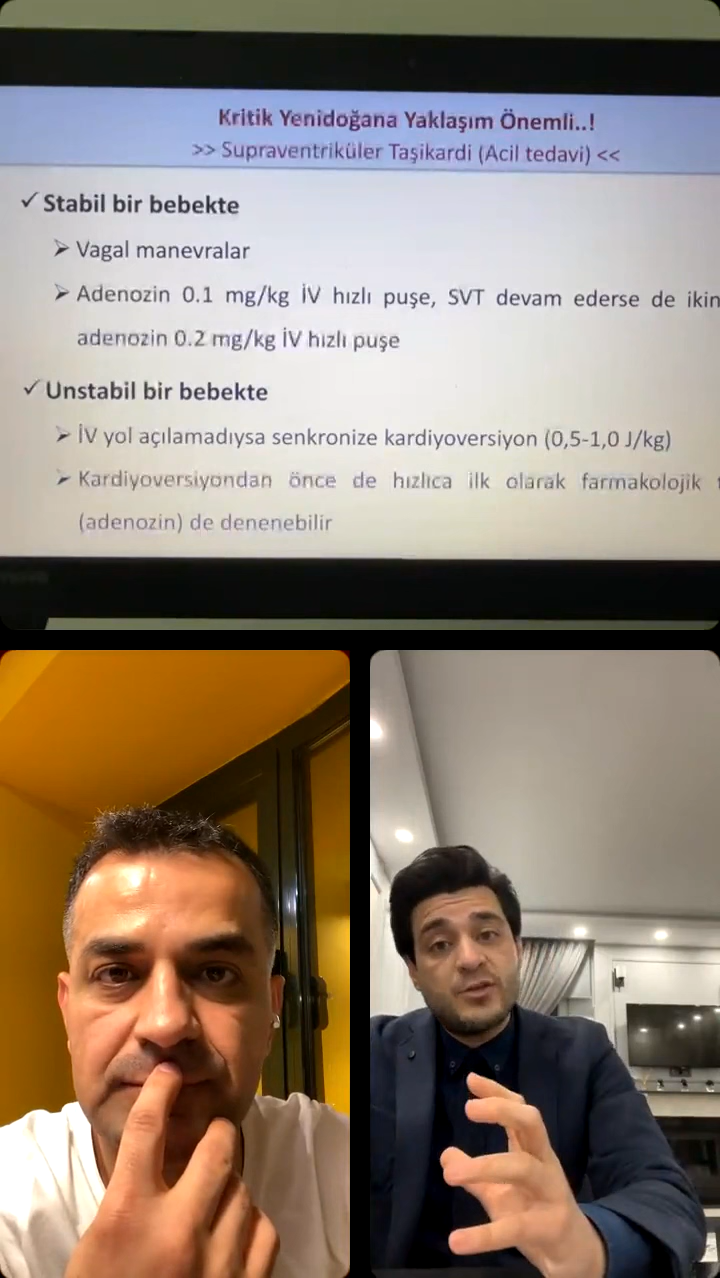 Kritik Yenidoğana Yaklaşım Önemli..!
>> Supraventriküler Taşikardi (Acil tedavi) <<
✓ Stabil bir bebekte
➢ Vagal manevralar
➢ Adenozin 0.1 mg/kg İV hızlı puşe, SVT devam ederse de ikin
adenozin 0.2 mg/kg İV hızlı puşe
✓ Unstabil bir bebekte
➢ İV yol açılamadıysa senkronize kardiyoversiyon (0,5-1,0 J/kg)
➢ Kardiyoversiyondan önce de hızlıca ilk olarak farmakolojik
(adenozin) de denenebilir